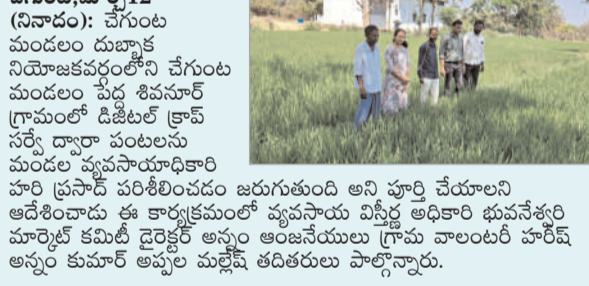 (నినాదం): చేగుంట
మండలం దుబ్బాక
నియోజకవర్గంలోని చేగుంట
మండలం పెద్ద శివనూర్
గ్రామంలో డిజిటల్ క్రాప్
సర్వే ద్వారా పంటలను
మండల వ్యవసాయాధికారి
హరి ప్రసాద్ పరిశీలించడం జరుగుతుంది అని పూర్తి చేయాలని
ఆదేశించాడు ఈ కార్యక్రమంలో వ్యవసాయ విస్తీర్ణ అధికారి భువనేశ్వరి
మార్కెట్ కమిటీ డైరెక్టర్ అన్నం ఆంజనేయులు గ్రామ వాలంటరీ హరీష్
అన్నం కుమార్ అప్పల మల్లేష్ తదితరులు పాల్గొన్నారు.